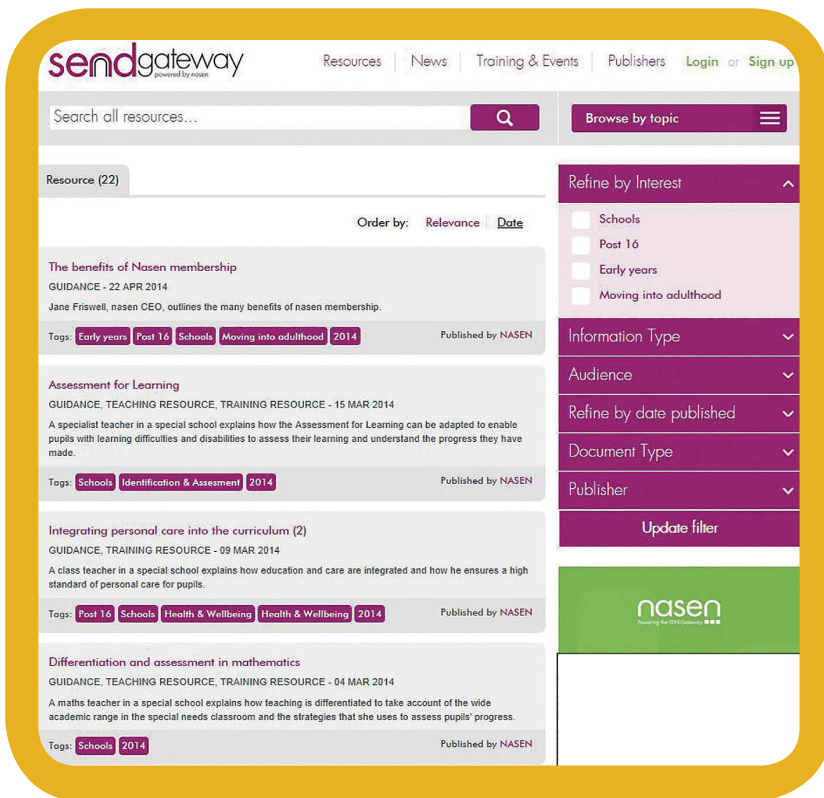 sendgateway
powered by nasen
Resources News Training & Events Publishers Login or Sign up
Search all resources...
Browse by topic
Resource (22)
Order by: Relevance Date
The benefits of Nasen membership
GUIDANCE - 22 APR 2014
Jane Friswell, nasen CEO, outlines the many benefits of nasen membership.
Tags: Early years Post 16 Schools Moving into adulthood 2014 Published by NASEN
Assessment for Learning
GUIDANCE, TEACHING RESOURCE, TRAINING RESOURCE - 15 MAR 2014
A specialist teacher in a special school explains how the Assessment for Learning can be adapted to enable
pupils with learning difficulties and disabilities to assess their learning and understand the progress they have
made.
Tags: Schools Identification & Assesment 2014 Published by NASEN
Integrating personal care into the curriculum (2)
GUIDANCE, TRAINING RESOURCE - 09 MAR 2014
A class teacher in a special school explains how education and care are integrated and how he ensures a high
standard of personal care for pupils.
Tags: Post 16 Schools Health & Wellbeing Health & Wellbeing 2014 Published by NASEN
Differentiation and assessment in mathematics
GUIDANCE, TEACHING RESOURCE, TRAINING RESOURCE - 04 MAR 2014
A maths teacher in a special school explains how teaching is differentiated to take account of the wide
academic range in the special needs classroom and the strategies that she uses to assess pupils' progress.
Tags: Schools 2014 Published by NASEN
Refine by Interest
Schools
Post 16
Early years
Moving into adulthood
Information Type
Audience
Refine by date published
Document Type
Publisher
Update filter
nasen
Powering the SEN Gateway